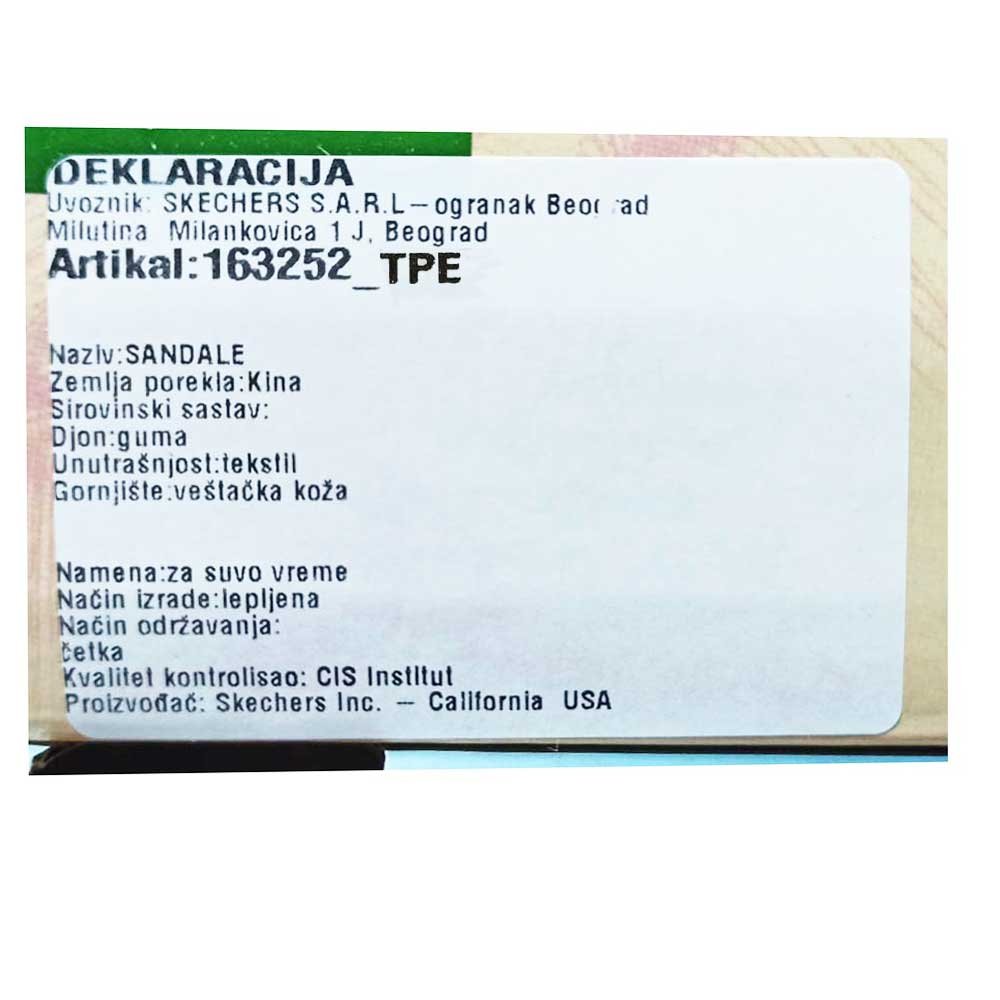 DEKLARACIJA
Uvoznik: SKECHERS S.A.R.L – ogranak Beograd
Milutina Milankovica 1 J, Beograd
Artikal:163252_TPE
Naziv:SANDALE
Zemlja porekla:Kina
Sirovinski sastav:
Djon:guma
Unutrašnjost:tekstil
Gornjište:veštačka koža
Namena:za suvo vreme
Način izrade:lepljena
Način održavanja:
četka
Kvalitet kontrolisao: CIS Institut
Proizvođač: Skechers Inc. – California USA